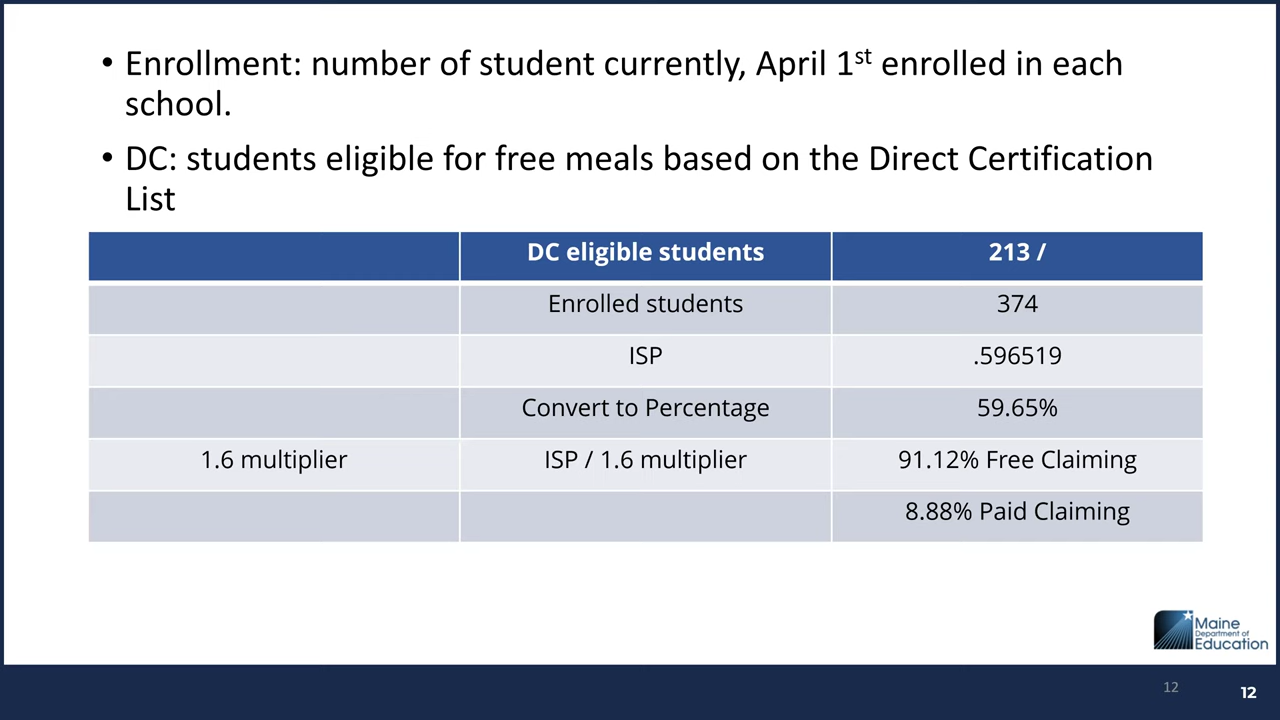 • Enrollment: number of student currently, April 1st enrolled in each
school.
• DC: students eligible for free meals based on the Direct Certification
List
DC eligible students 213 /
Enrolled students 374
ISP .596519
Convert to Percentage 59.65%
1.6 multiplier ISP / 1.6 multiplier 91.12% Free Claiming
8.88% Paid Claiming
Maine
Department of
Education
12
12